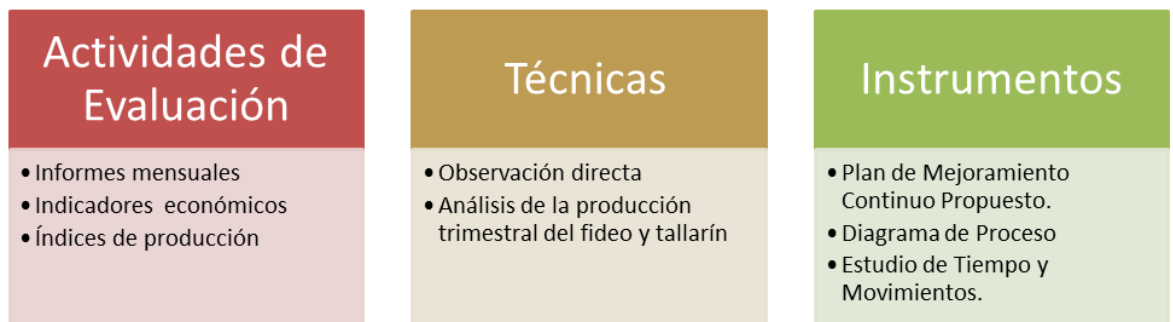 Actividades de
Evaluación
• Informes mensuales
• Indicadores económicos
• Índices de producción
Técnicas
• Observación directa
• Análisis de la producción
trimestral del fideo y tallarín
Instrumentos
• Plan de Mejoramiento
Continuo Propuesto.
• Diagrama de Proceso
• Estudio de Tiempo y
Movimientos.